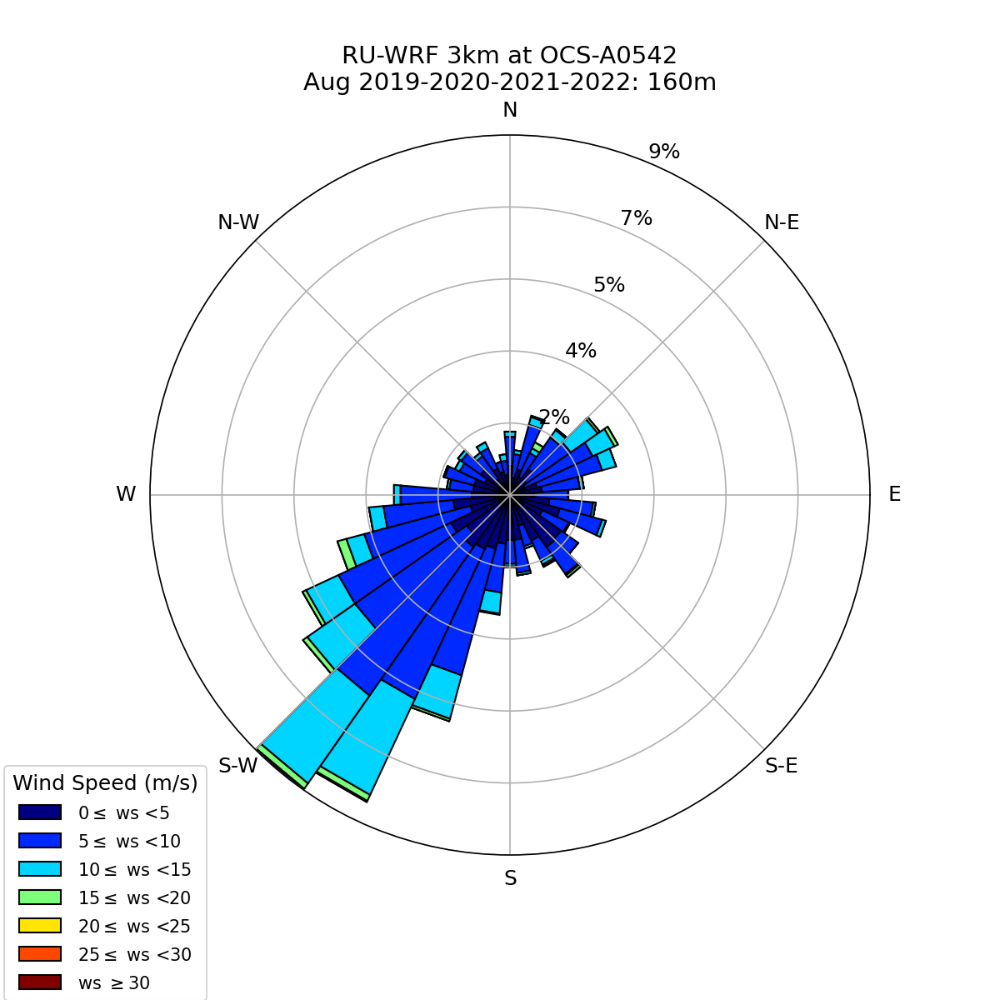 RU-WRF 3km at OCS-A0542
Aug 2019-2020-2021-2022: 160m
N
9%
N-W
N-E
7%
5%
4%
2%
W
E
S-W
S-E
S
Wind Speed (m/s)
0≤ ws <5
5≤ ws <10
10≤ ws <15
15≤ ws <20
20≤ ws <25
25≤ ws <30
ws ≥30